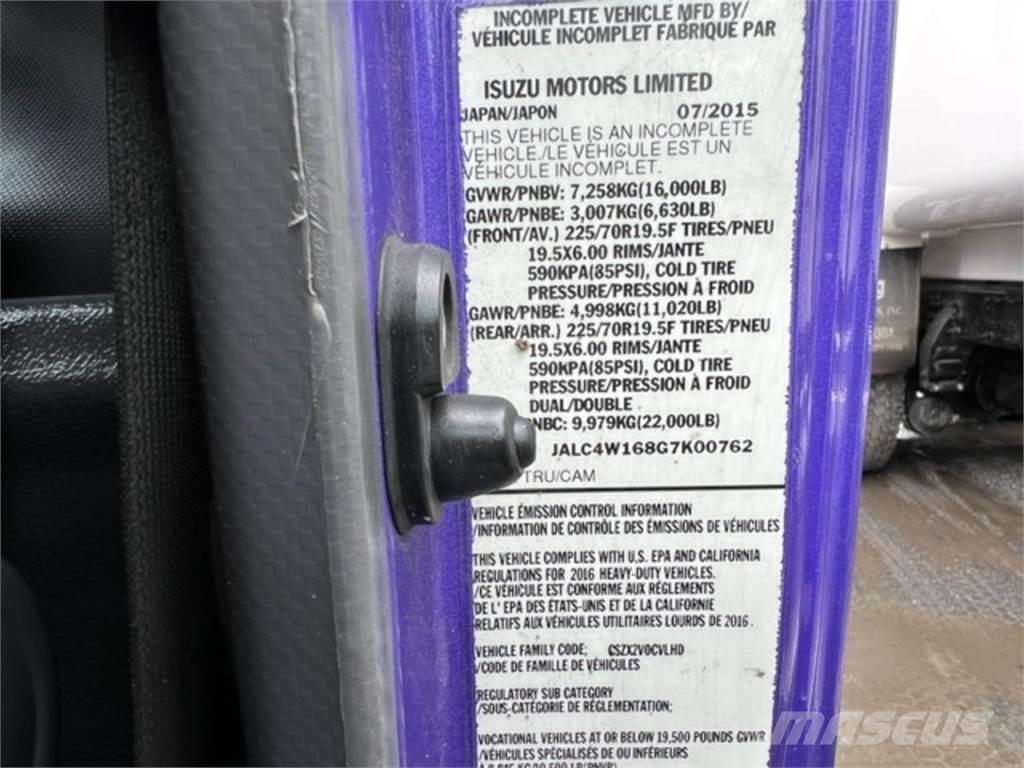 INCOMPLETE VEHICLE MFD BY/
VÉHICULE INCOMPLET FABRIQUE PAR
ISUZU MOTORS LIMITED
JAPAN/JAPON 07/2015
THIS VEHICLE IS AN INCOMPLETE
VEHICLE./LE VÉHICULE EST UN
VÉHICULE INCOMPLET.
GVWR/PNBV: 7,258KG(16,000LB)
GAWR/PNBE: 3,007KG(6,630LB)
(FRONT/AV.) 225/70R19.5F TIRES/PNEU
19.5X6.00 RIMS/JANTE
590KPA(85PSI), COLD TIRE
PRESSURE/PRESSION À FROID
GAWR/PNBE: 4,998KG(11,020LB)
(REAR/ARR.) 225/70R19.5F TIRES/PNEU
19.5X6.00 RIMS/JANTE
590KPA(85PSI), COLD TIRE
PRESSURE/PRESSION À FROID
DUAL/DOUBLE
NBC: 9,979KG(22,000LB)
JALC4W168G7K00762
TRU/CAM
VEHICLE EMISSION CONTROL INFORMATION
/INFORMATION DE CONTRÔLE DES ÉMISSIONS DE VÉHICULES
THIS VEHICLE COMPLIES WITH U.S. EPA AND CALIFORNIA
REGULATIONS FOR 2016 HEAVY-DUTY VEHICLES.
/CE VÉHICULE EST CONFORME AUX RÉGLEMENTS
DE L' EPA DES ÉTATS-UNIS ET DE LA CALIFORNIE
RELATIFS AUX VÉHICULES UTILITAIRES LOURDS DE 2016.
VEHICLE FAMILY CODE:
/CODE DE FAMILLE DE VÉHICULES
REGULATORY SUB CATEGORY
/SOUS-CATÉGORIE DE RÉGLEMENTATION:
VOCATIONAL VEHICLES AT OR BELOW 19,500 POUNDS GVWR
/VÉHICULES SPÉCIALISÉS DE OU INFÉRIEURS
MASCUS